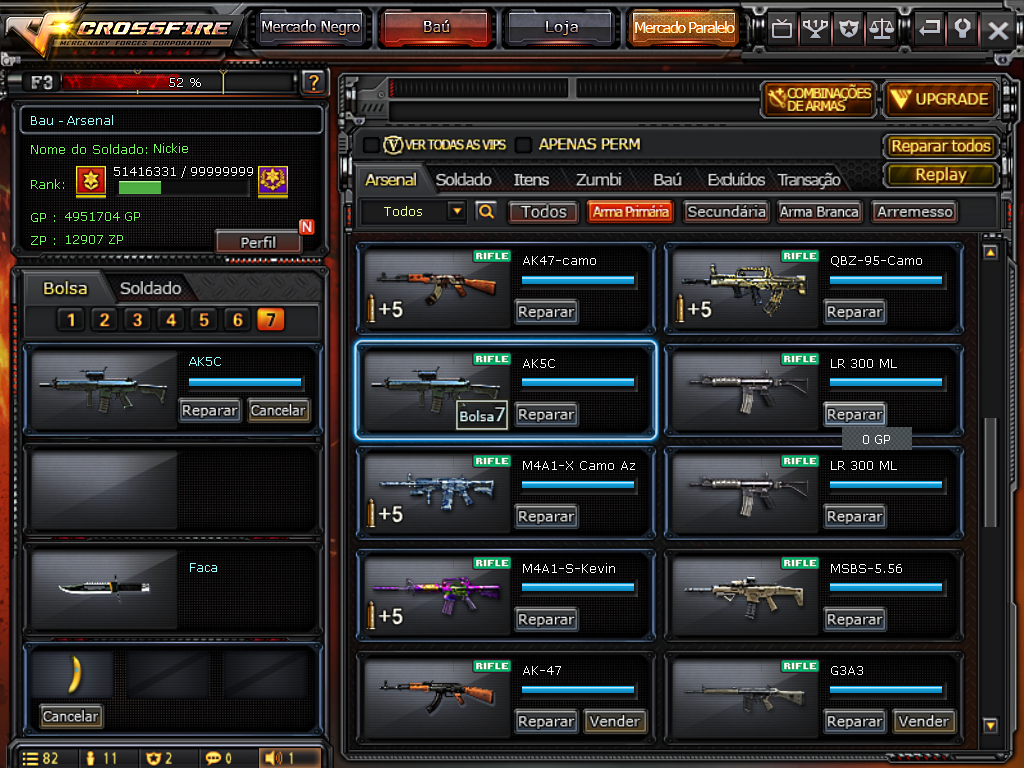 CROSSFIRE
MERCENARY FORCES CORPORATION
Mercado Negro
Baú
Loja
Mercado Paralelo
F3
52 %
?
Bau - Arsenal
Nome do Soldado: Nickie
Rank:
51416331 / 99999999
GP : 4951704 GP
ZP : 12907 ZP
Perfil
N
Bolsa
Soldado
1 2 3 4 5 6 7
AK5C
Reparar
Cancelar
Faca
Cancelar
82
11
2
0
1
COMBINAÇÕES
DE ARMAS
UPGRADE
V
VER TODAS AS VIPS
APENAS PERM
Reparar todos
Replay
Arsenal
Soldado
Itens
Zumbi
Baú
Excluídos
Transação
Todos
Todos
Arma Primária
Secundária
Arma Branca
Arremesso
RIFLE
AK47-camo
+5
Reparar
RIFLE
QBZ-95-Camo
+5
Reparar
RIFLE
AK5C
Bolsa7
Reparar
RIFLE
LR 300 ML
Reparar
0 GP
RIFLE
M4A1-X Camo Az
+5
Reparar
RIFLE
LR 300 ML
Reparar
RIFLE
M4A1-S-Kevin
+5
Reparar
RIFLE
MSBS-5.56
Reparar
RIFLE
AK-47
Reparar
Vender
RIFLE
G3A3
Reparar
Vender